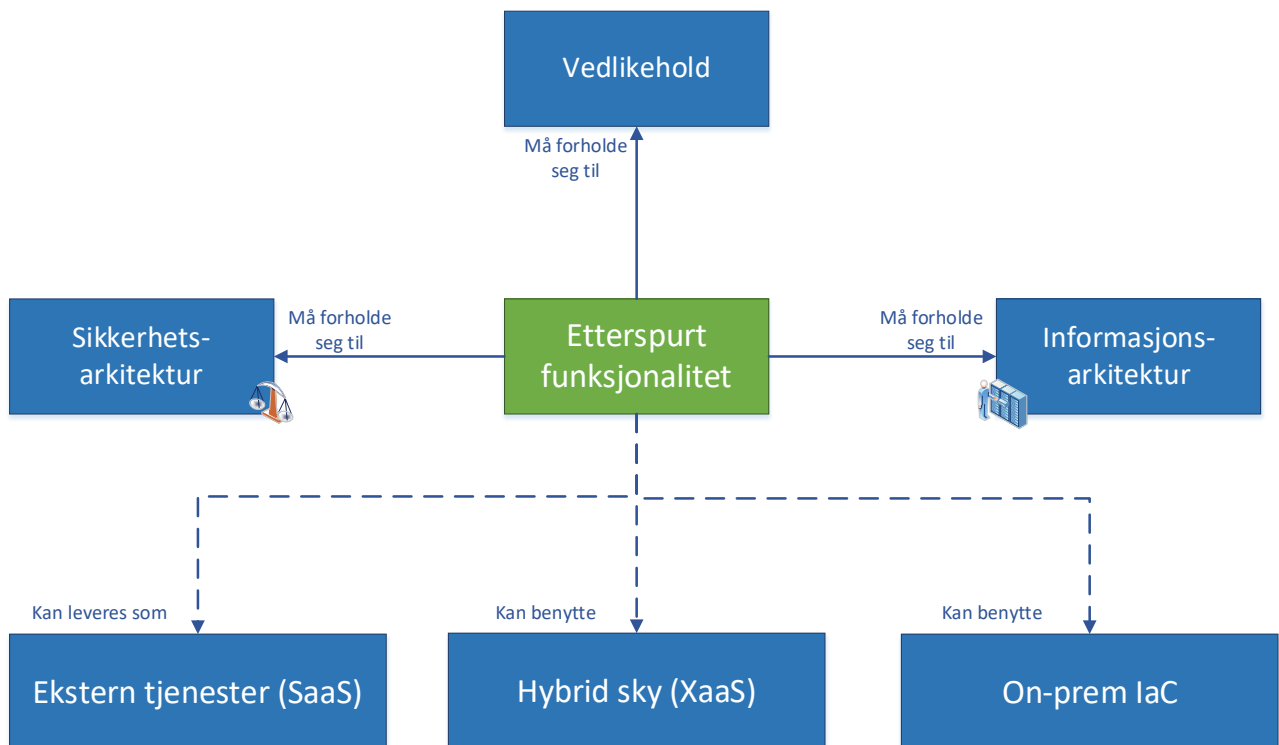 Vedlikehold
Må forholde
seg til
Sikkerhets-
arkitektur
Må forholde
seg til
Etterspurt
funksjonalitet
Må forholde
seg til
Informasjons-
arkitektur
Kan leveres som
Kan benytte
Kan benytte
Ekstern tjenester (SaaS)
Hybrid sky (XaaS)
On-prem IaC